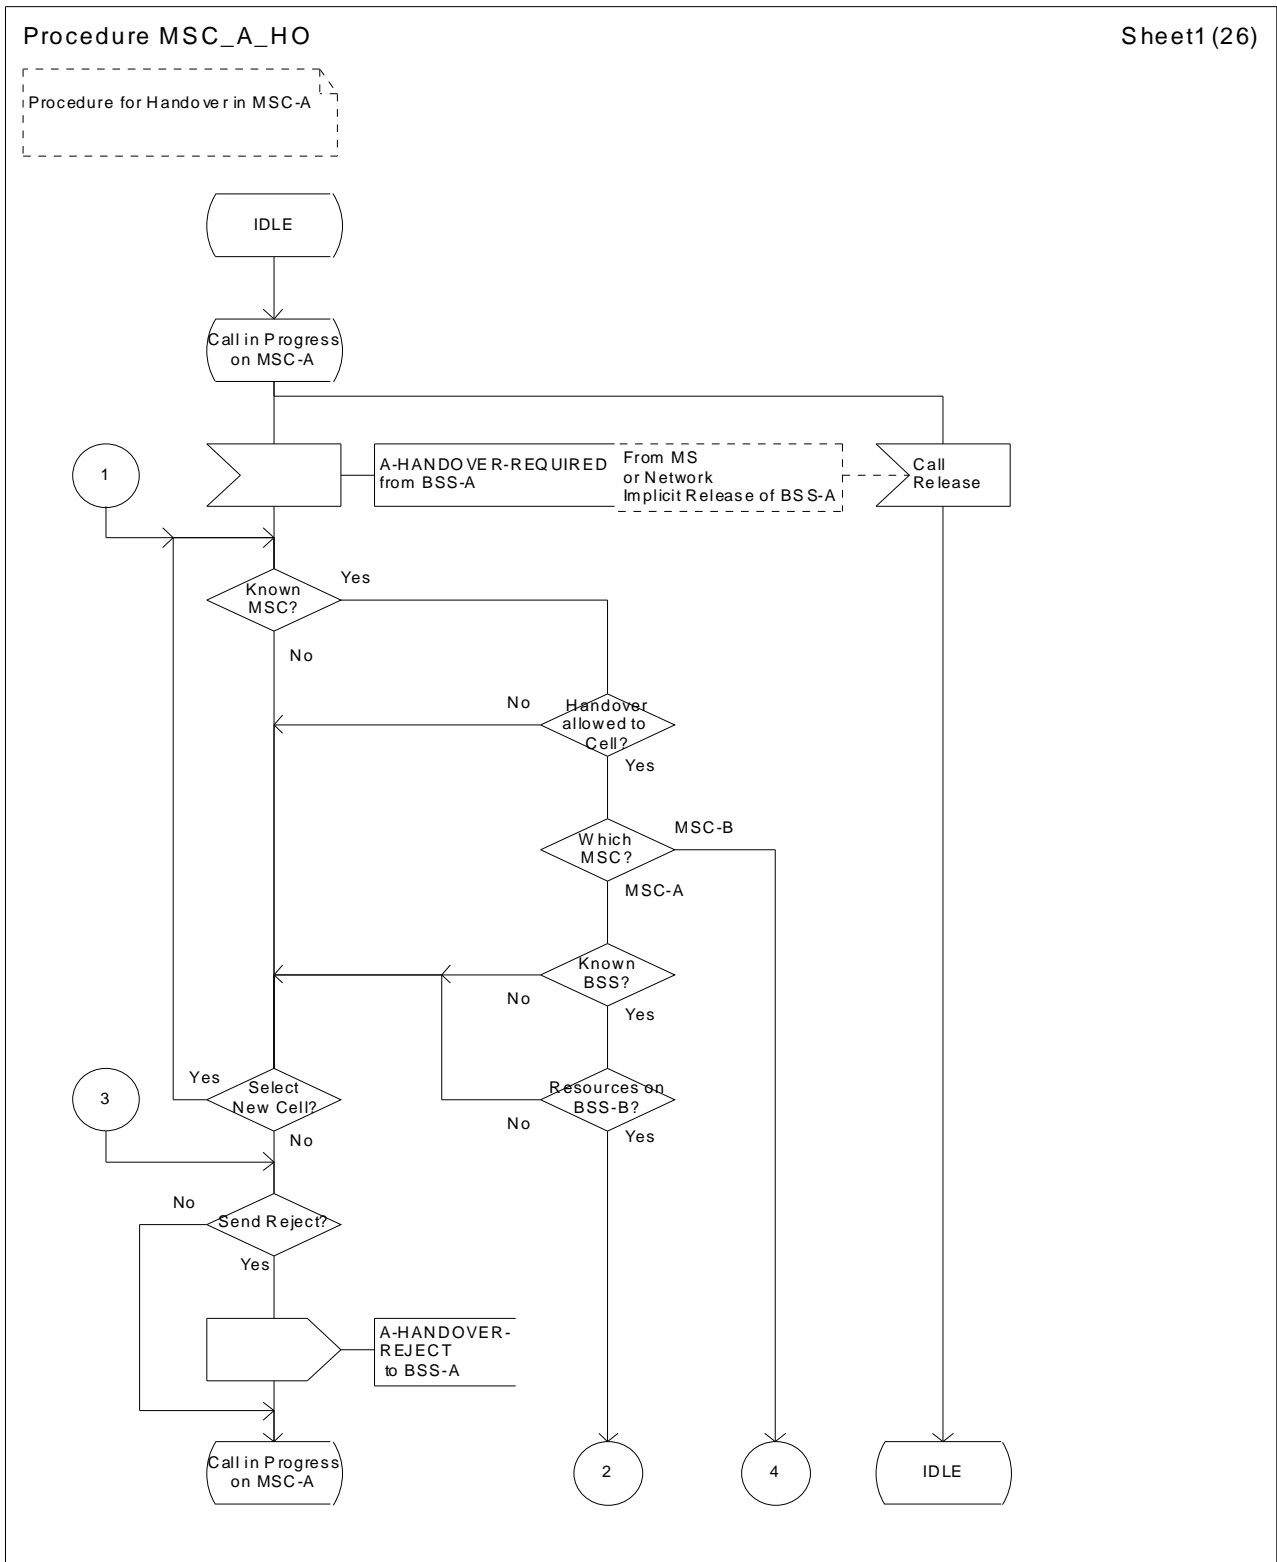 Procedure MSC_A_HO
Sheet1 (26)
Procedure for Handover in MSC-A
IDLE
Call in Progress
on MSC-A
1
A-HANDOVER-REQUIRED
from BSS-A
From MS
or Network
Implicit Release of BSS-A
Call
Release
Known
MSC?
Yes
No
No
Handover
allowed to
Cell?
Yes
Which
MSC?
MSC-B
MSC-A
Known
BSS?
No
Yes
3
Yes
Select
New Cell?
No
Resources on
BSS-B?
No
Yes
No
Send Reject?
Yes
A-HANDOVER-
REJECT
to BSS-A
Call in Progress
on MSC-A
2
4
IDLE